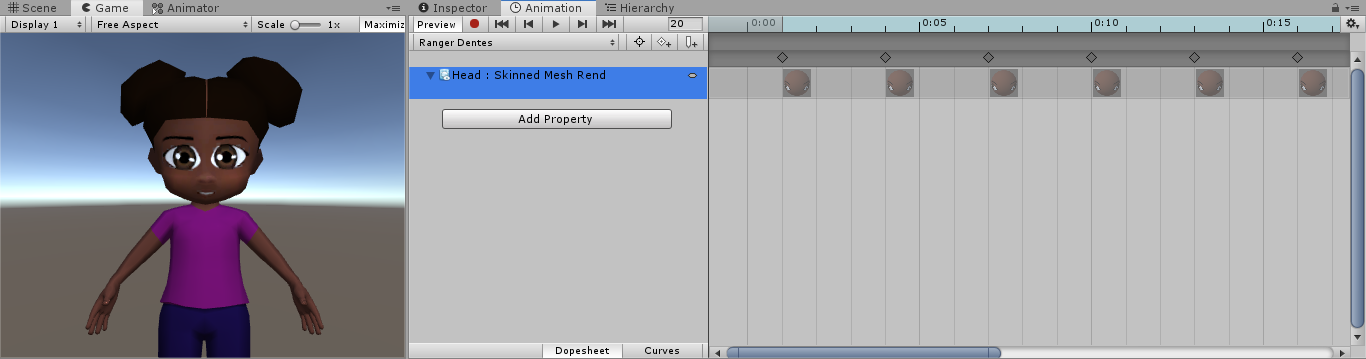 Scene Game Animator
Display 1 Free Aspect Scale 1x Maximiz
Inspector Animation Hierarchy
Preview 20 0:00 0:05 0:10 0:15
Ranger Dentes
Head : Skinned Mesh Rend
Add Property
Dopesheet Curves